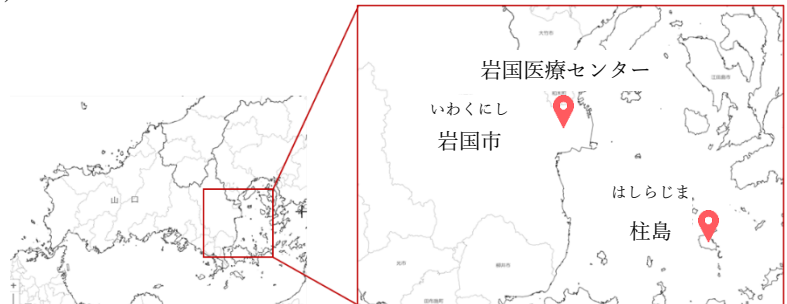 山 口
岩国医療センター
いわくにし
岩国市
はしらじま
柱島